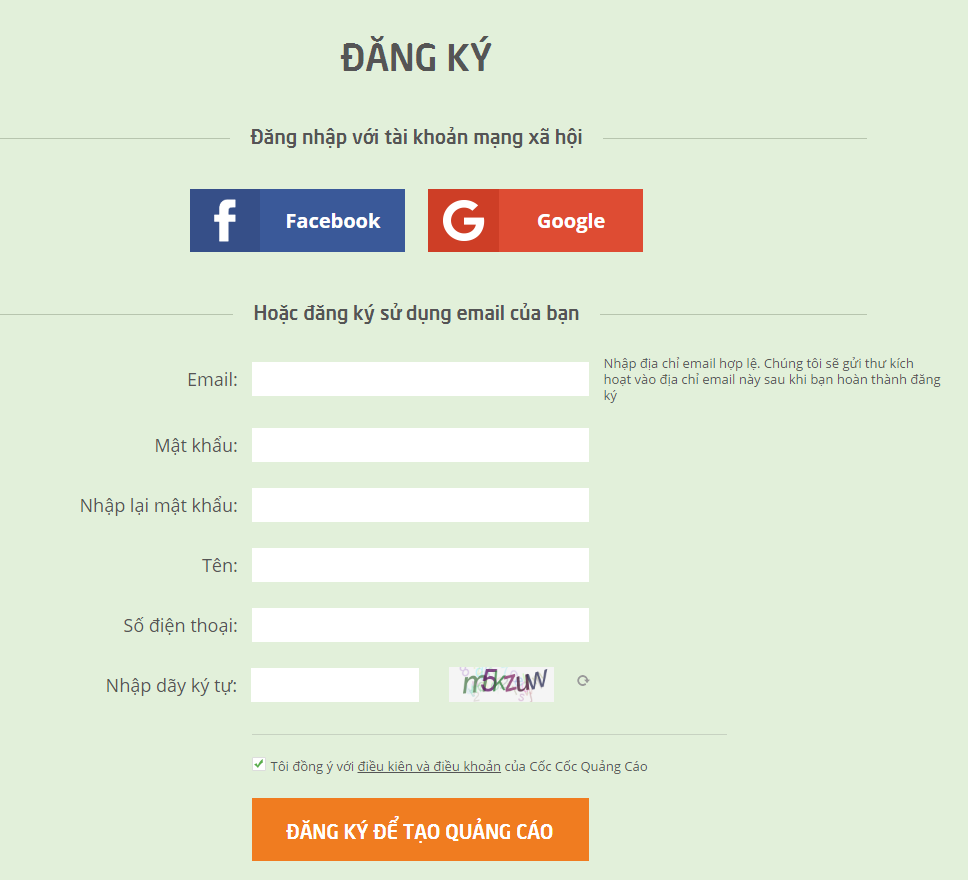 ĐĂNG KÝ
Đăng nhập với tài khoản mạng xã hội
Facebook
Google
Hoặc đăng ký sử dụng email của bạn
Email:
Nhập địa chỉ email hợp lệ. Chúng tôi sẽ gửi thư kích
hoạt vào địa chỉ email này sau khi bạn hoàn thành đăng
ký
Mật khẩu:
Nhập lại mật khẩu:
Tên:
Số điện thoại:
Nhập dãy ký tự:
m5kzuw
Tôi đồng ý với điều kiên và điều khoản của Cốc Cốc Quảng Cáo
ĐĂNG KÝ ĐỂ TẠO QUẢNG CÁO